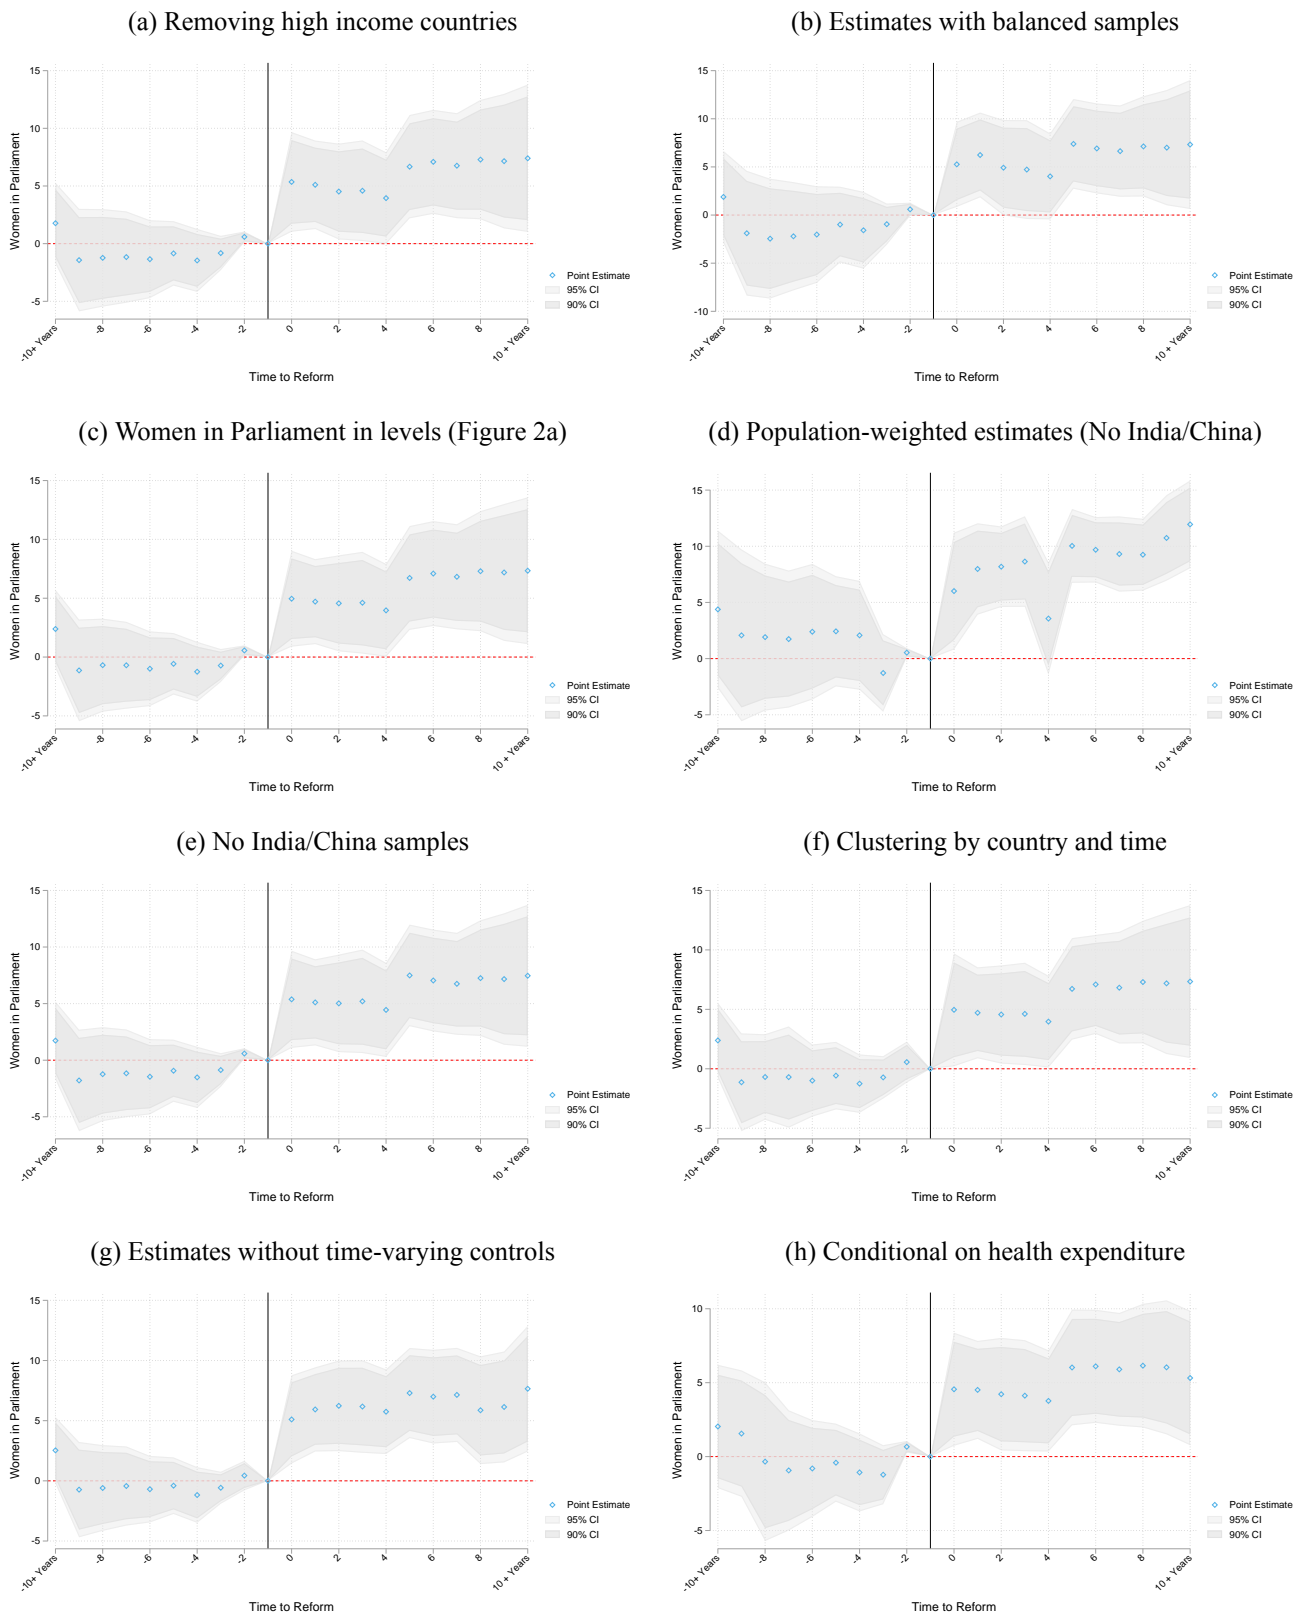 (a) Removing high income countries
15
10
5
0
-5
Women in Parliament
-10+ Years
-8
-6
-4
-2
0
2
4
6
8
10 + Years
Time to Reform
Point Estimate
95% CI
90% CI
(b) Estimates with balanced samples
15
10
5
0
-5
-10
Women in Parliament
-10+ Years
-8
-6
-4
-2
0
2
4
6
8
10 + Years
Time to Reform
Point Estimate
95% CI
90% CI
(c) Women in Parliament in levels (Figure 2a)
15
10
5
0
-5
Women in Parliament
-10+ Years
-8
-6
-4
-2
0
2
4
6
8
10 + Years
Time to Reform
Point Estimate
95% CI
90% CI
(d) Population-weighted estimates (No India/China)
15
10
5
0
-5
Women in Parliament
-10+ Years
-8
-6
-4
-2
0
2
4
6
8
10 + Years
Time to Reform
Point Estimate
95% CI
90% CI
(e) No India/China samples
15
10
5
0
-5
Women in Parliament
-10+ Years
-8
-6
-4
-2
0
2
4
6
8
10 + Years
Time to Reform
Point Estimate
95% CI
90% CI
(f) Clustering by country and time
15
10
5
0
-5
Women in Parliament
-10+ Years
-8
-6
-4
-2
0
2
4
6
8
10 + Years
Time to Reform
Point Estimate
95% CI
90% CI
(g) Estimates without time-varying controls
15
10
5
0
-5
Women in Parliament
-10+ Years
-8
-6
-4
-2
0
2
4
6
8
10 + Years
Time to Reform
Point Estimate
95% CI
90% CI
(h) Conditional on health expenditure
10
5
0
-5
Women in Parliament
-10+ Years
-8
-6
-4
-2
0
2
4
6
8
10 + Years
Time to Reform
Point Estimate
95% CI
90% CI